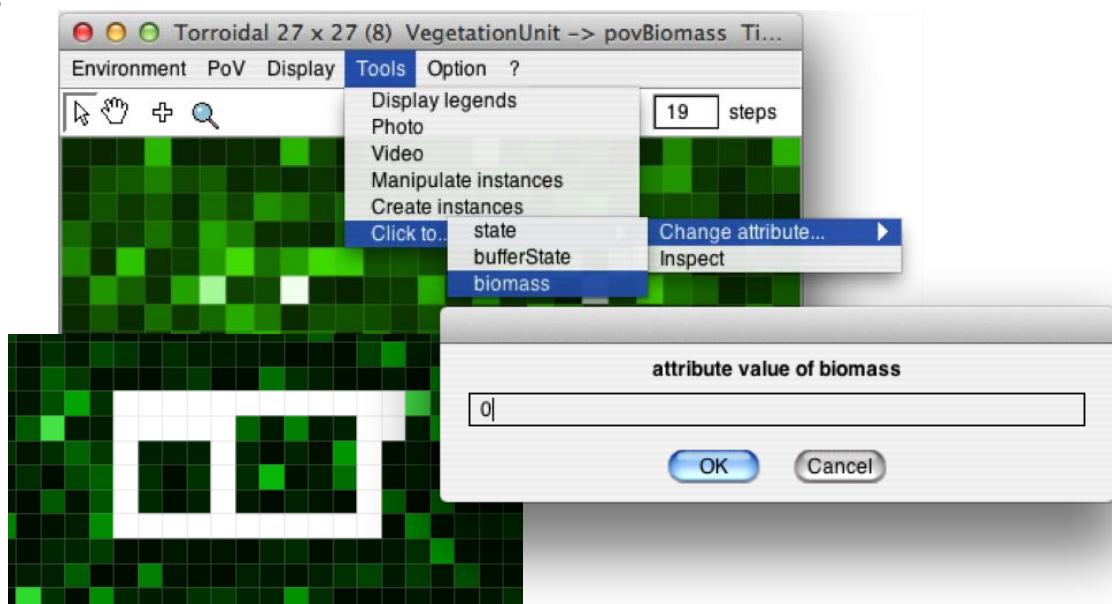 Torroidal 27 x 27 (8) VegetationUnit -> povBiomass Ti...
Environment PoV Display Tools Option ?
Display legends
19 steps
Photo
Video
Manipulate instances
Create instances
Click to.. state Change attribute...
bufferState Inspect
biomass
attribute value of biomass
0
OK Cancel